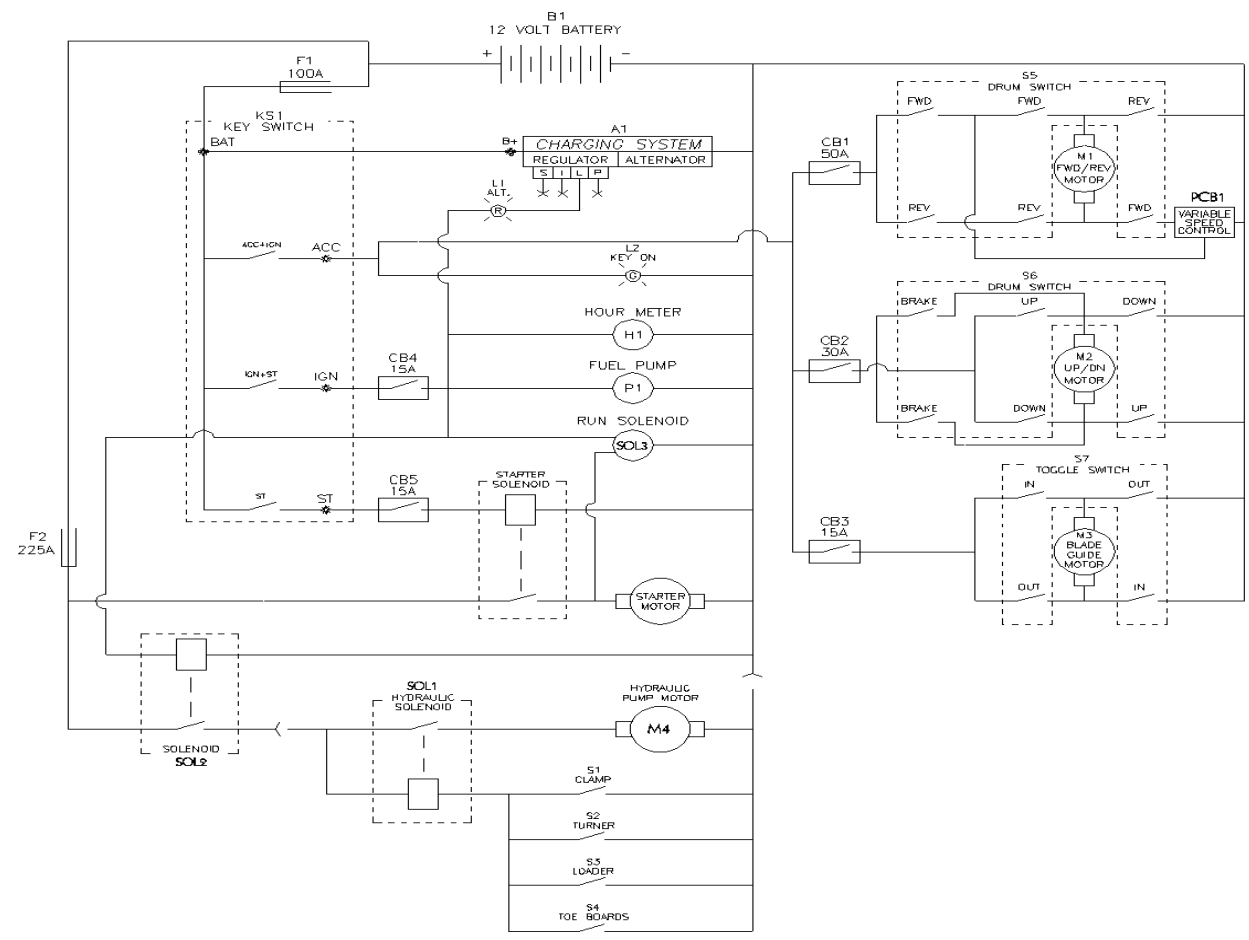 B1
12 VOLT BATTERY
+
−
F1
100A
KS1
KEY SWITCH
BAT
B+
A1
CHARGING SYSTEM
REGULATOR
ALTERNATOR
S I L P
L1
ALT.
R
ACC+IGN
ACC
L2
KEY ON
G
HOUR METER
H1
FUEL PUMP
P1
IGN+ST
IGN
CB4
15A
RUN SOLENOID
SOL3
ST
ST
CB5
15A
STARTER
SOLENOID
F2
225A
STARTER
MOTOR
SOLENOID
SOL2
SOL1
HYDRAULIC
SOLENOID
HYDRAULIC
PUMP MOTOR
M4
S1
CLAMP
S2
TURNER
S3
LOADER
S4
TOE BOARDS
S5
DRUM SWITCH
FWD
FWD
REV
CB1
50A
M1
FWD/REV
MOTOR
REV
REV
FWD
PCB1
VARIABLE
SPEED
CONTROL
S6
DRUM SWITCH
BRAKE
UP
DOWN
CB2
30A
M2
UP/DN
MOTOR
BRAKE
DOWN
UP
S7
TOGGLE SWITCH
IN
OUT
CB3
15A
M3
BLADE
GUIDE
MOTOR
OUT
IN